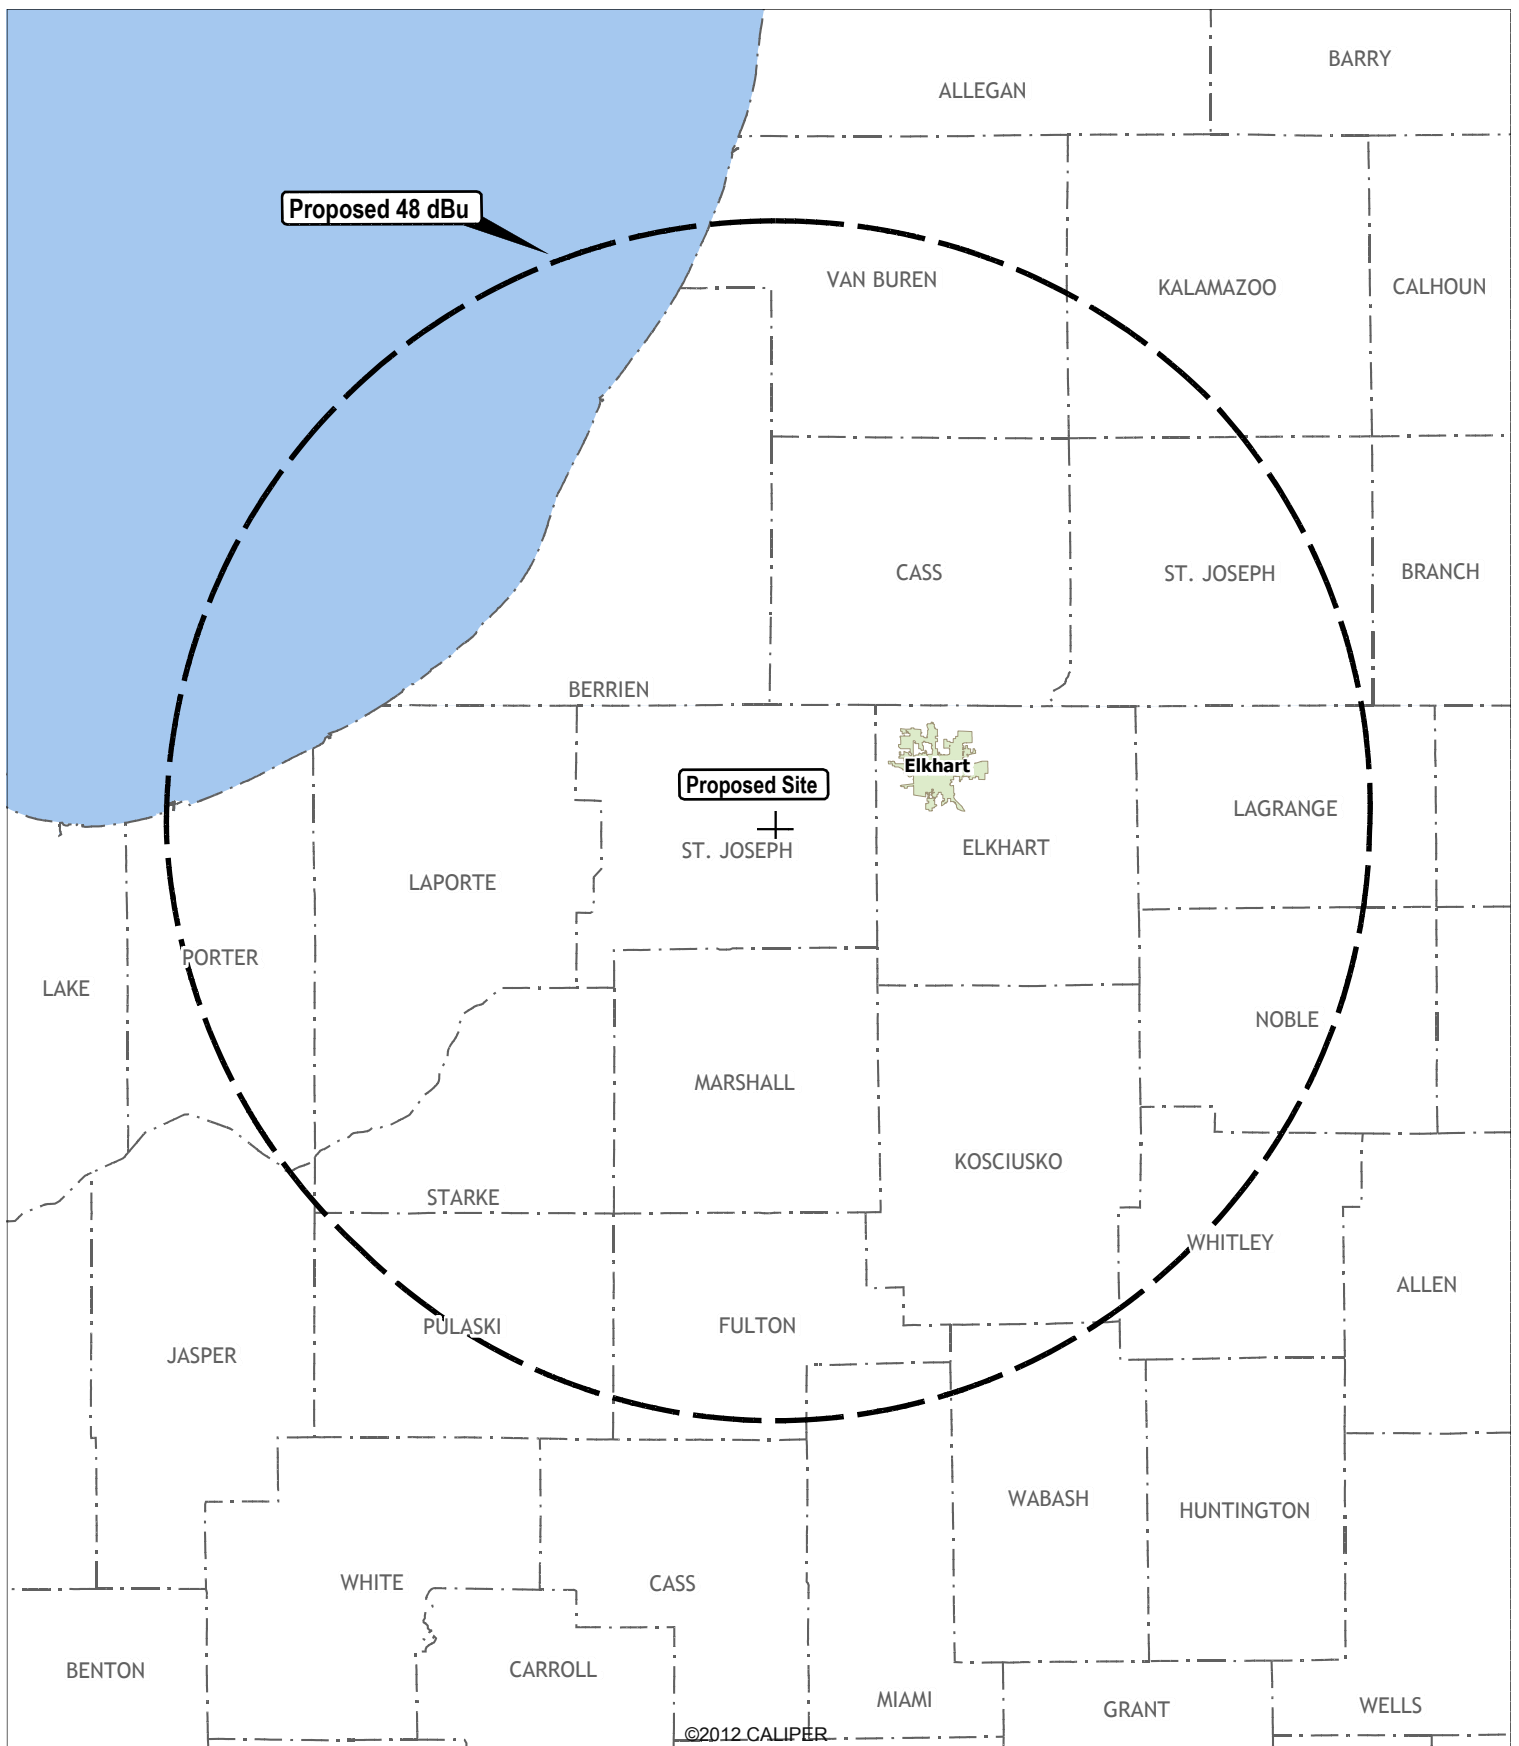 BARRY
ALLEGAN
Proposed 48 dBu
VAN BUREN
KALAMAZOO
CALHOUN
CASS
ST. JOSEPH
BRANCH
BERRIEN
Elkhart
Proposed Site
LAGRANGE
ST. JOSEPH
ELKHART
LAPORTE
PORTER
LAKE
NOBLE
MARSHALL
KOSCIUSKO
STARKE
WHITLEY
ALLEN
PULASKI
FULTON
JASPER
WABASH
HUNTINGTON
WHITE
CASS
BENTON
CARROLL
MIAMI
GRANT
WELLS
©2012 CALIPER